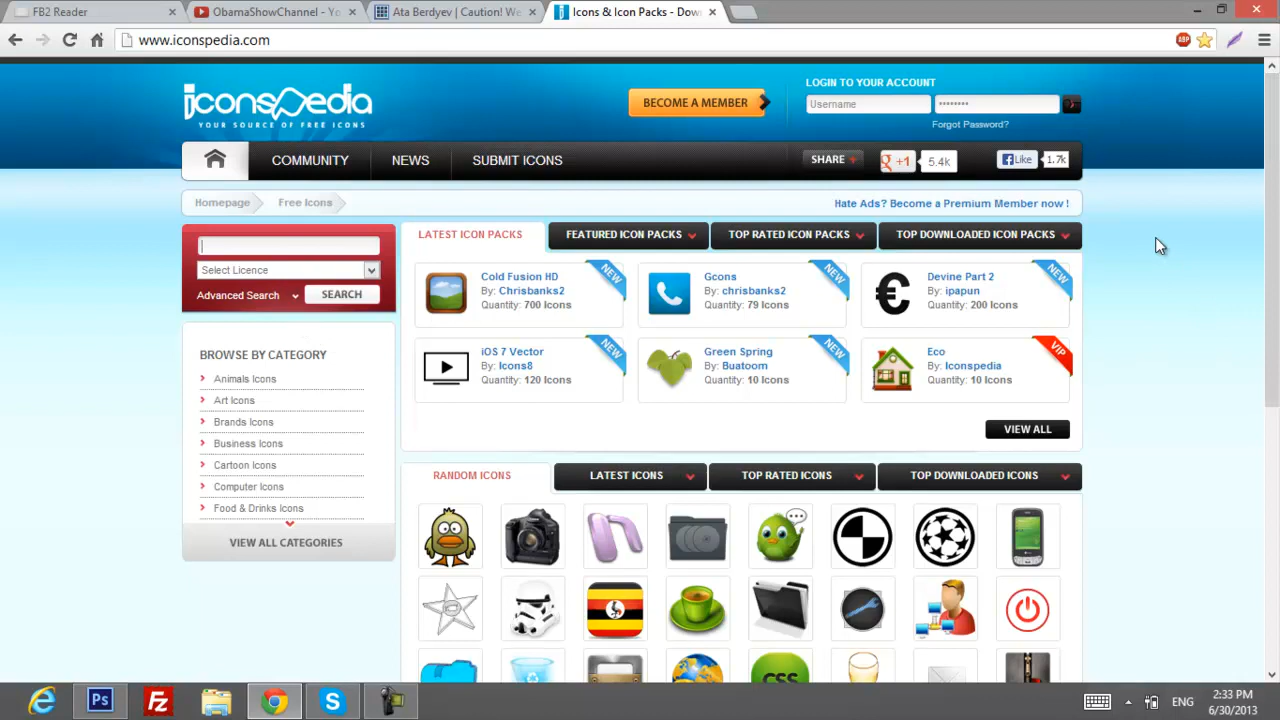 FB2 Reader
ObamaShowChannel - Yo
Ata Berdyev | Caution! We
Icons & Icon Packs - Dow
www.iconspedia.com
ABP
iconspedia
YOUR SOURCE OF FREE ICONS
BECOME A MEMBER
LOGIN TO YOUR ACCOUNT
Username
Forgot Password?
COMMUNITY
NEWS
SUBMIT ICONS
SHARE
+1
5.4k
Like
1.7k
Homepage
Free Icons
Hate Ads? Become a Premium Member now !
Select Licence
Advanced Search
SEARCH
BROWSE BY CATEGORY
Animals Icons
Art Icons
Brands Icons
Business Icons
Cartoon Icons
Computer Icons
Food & Drinks Icons
VIEW ALL CATEGORIES
LATEST ICON PACKS
FEATURED ICON PACKS
TOP RATED ICON PACKS
TOP DOWNLOADED ICON PACKS
Cold Fusion HD
By: Chrisbanks2
Quantity: 700 Icons
NEW
Gcons
By: chrisbanks2
Quantity: 79 Icons
NEW
Devine Part 2
By: ipapun
Quantity: 200 Icons
NEW
iOS 7 Vector
By: Icons8
Quantity: 120 Icons
NEW
Green Spring
By: Buatoom
Quantity: 10 Icons
NEW
Eco
By: Iconspedia
Quantity: 10 Icons
VIP
VIEW ALL
RANDOM ICONS
LATEST ICONS
TOP RATED ICONS
TOP DOWNLOADED ICONS
CSS
Ps
Fz
ENG
2:33 PM
6/30/2013